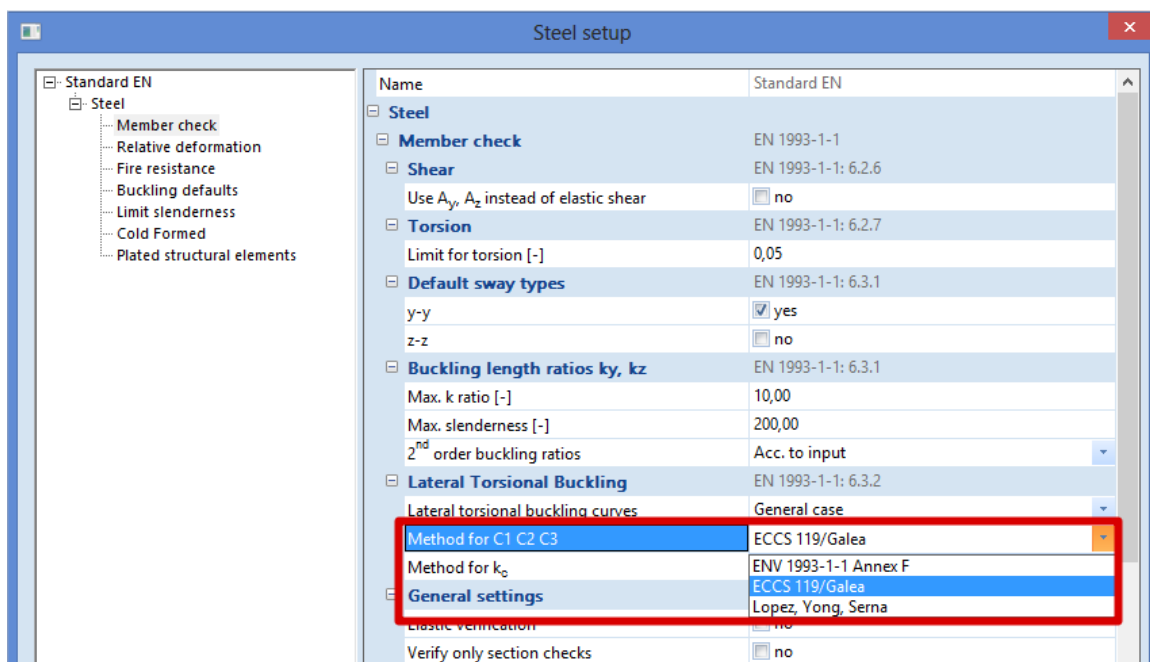 Steel setup
Standard EN
Steel
Member check
Relative deformation
Fire resistance
Buckling defaults
Limit slenderness
Cold Formed
Plated structural elements
Name Standard EN
Steel
Member check EN 1993-1-1
Shear EN 1993-1-1: 6.2.6
Use Ay, Az instead of elastic shear no
Torsion EN 1993-1-1: 6.2.7
Limit for torsion [-] 0,05
Default sway types EN 1993-1-1: 6.3.1
y-y yes
z-z no
Buckling length ratios ky, kz EN 1993-1-1: 6.3.1
Max. k ratio [-] 10,00
Max. slenderness [-] 200,00
2nd order buckling ratios Acc. to input
Lateral Torsional Buckling EN 1993-1-1: 6.3.2
Lateral torsional buckling curves General case
Method for C1 C2 C3 ECCS 119/Galea
Method for kc ENV 1993-1-1 Annex F
ECCS 119/Galea
General settings Lopez, Yong, Serna
Elastic verification no
Verify only section checks no